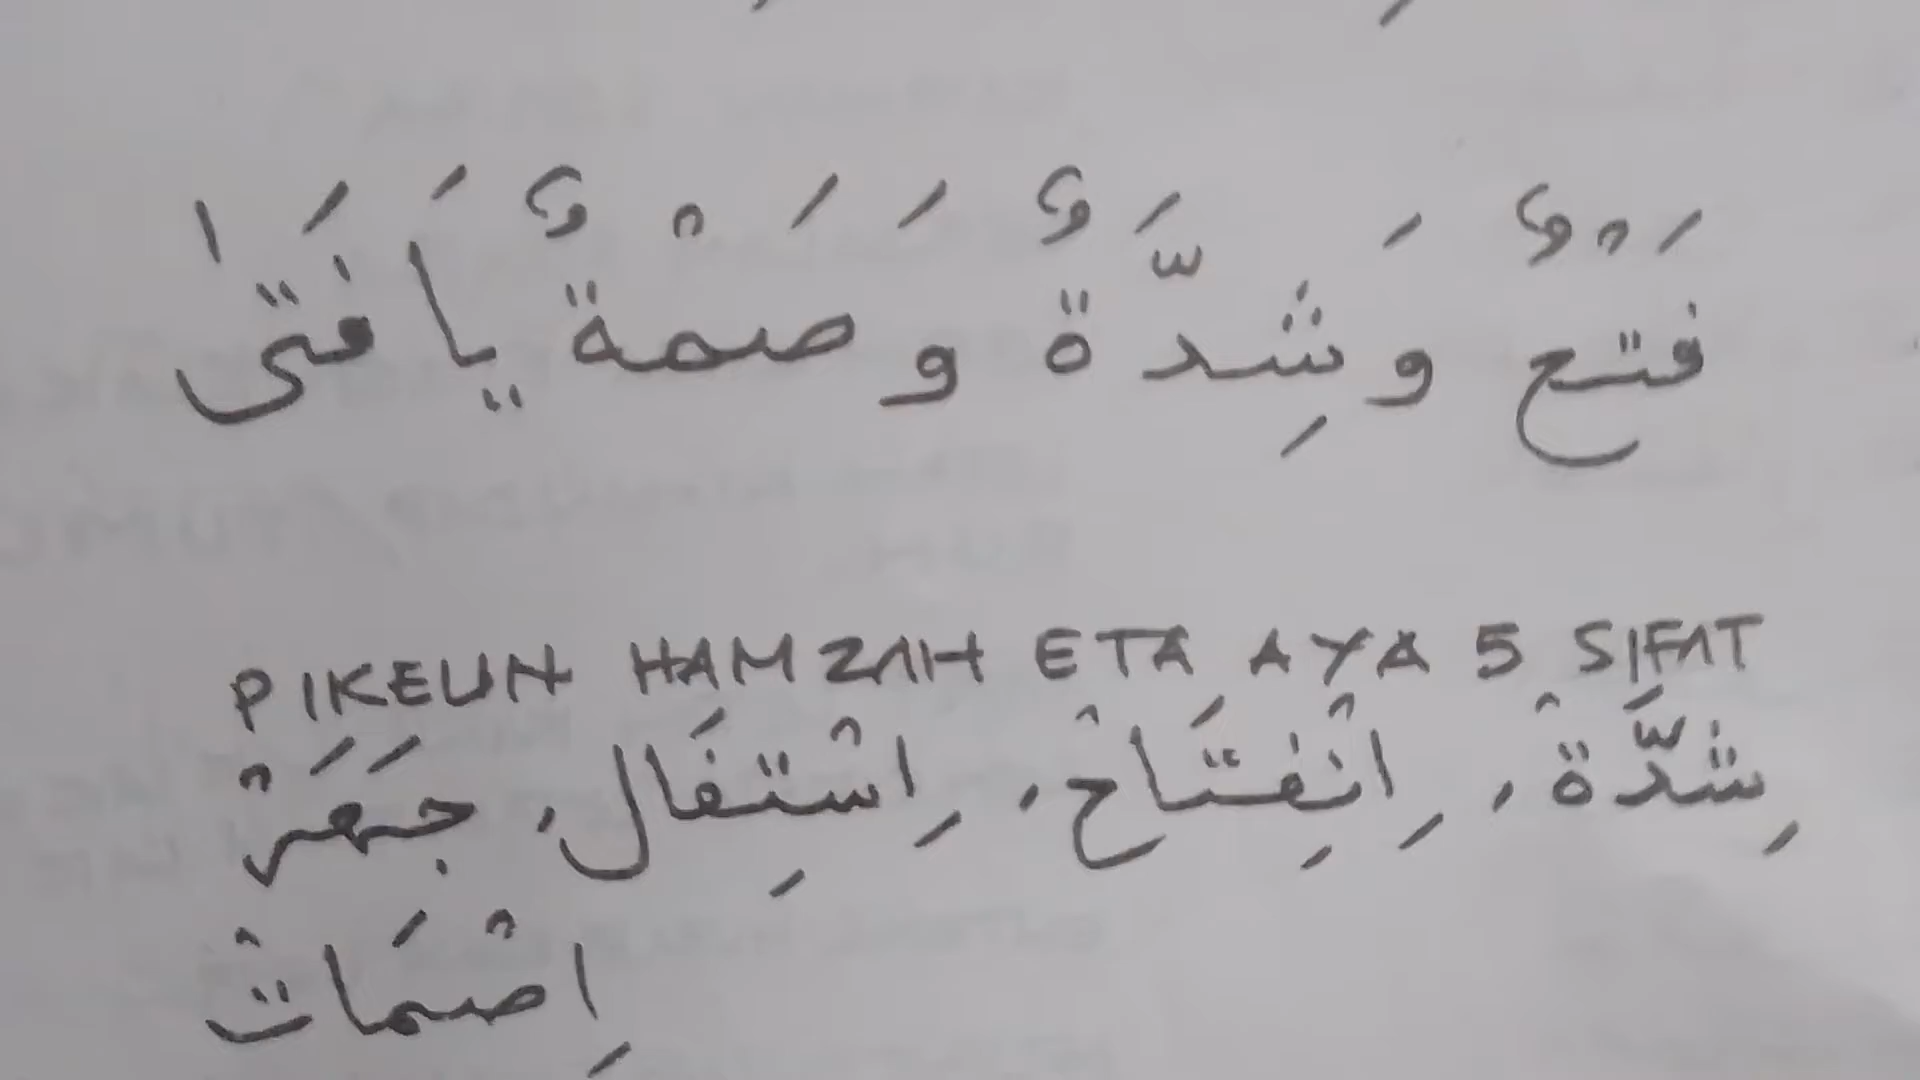 فَتْحٌ وَشِدَّةٌ وَصَمْةٌ يَا فَتَىٰ
PIKEUN HAMZAH ETA AYA 5 SIFAT
شِدَّةْ، اِنْفِتَاحْ، اِسْتِفَال، جَهَرْ
اِصْمَاتْ